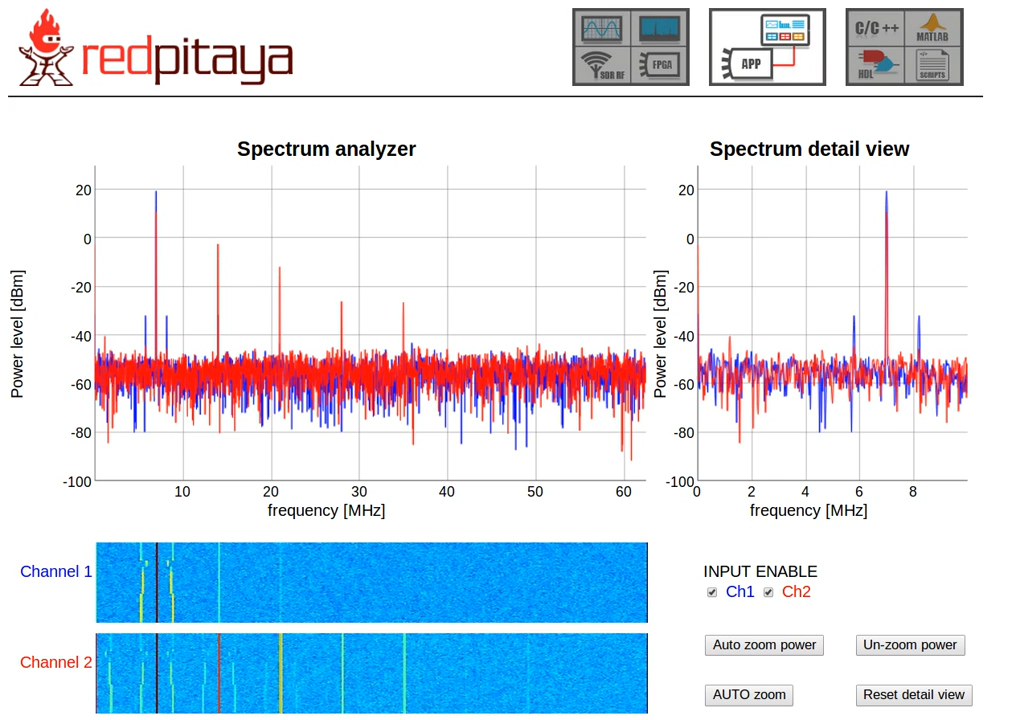 redpitaya
SDR RF
FPGA
APP
C/C ++
MATLAB
HDL
SCRIPTS
Spectrum analyzer
Spectrum detail view
Power level [dBm]
20
0
-20
-40
-60
-80
-100
10
20
30
40
50
60
frequency [MHz]
Power level [dBm]
20
0
-20
-40
-60
-80
-100
0
2
4
6
8
frequency [MHz]
Channel 1
Channel 2
INPUT ENABLE
Ch1 Ch2
Auto zoom power
Un-zoom power
AUTO zoom
Reset detail view